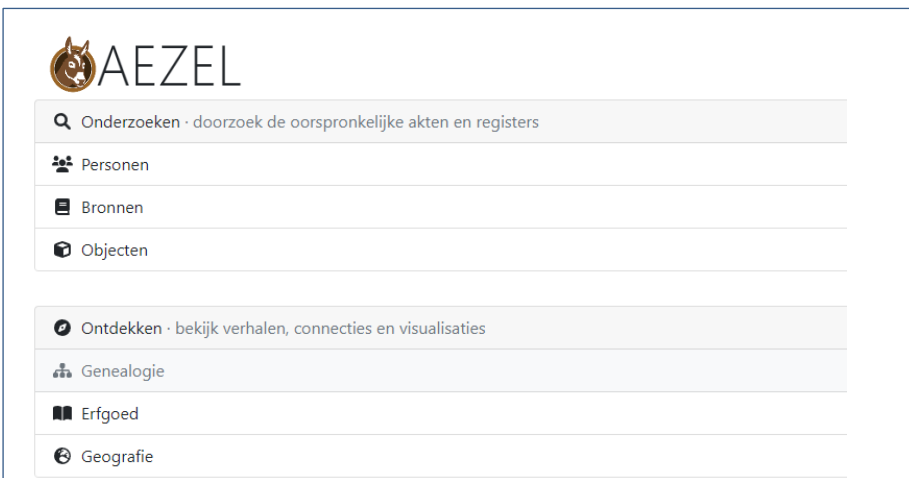 AEZEL
Onderzoeken · doorzoek de oorspronkelijke akten en registers
Personen
Bronnen
Objecten
Ontdekken · bekijk verhalen, connecties en visualisaties
Genealogie
Erfgoed
Geografie